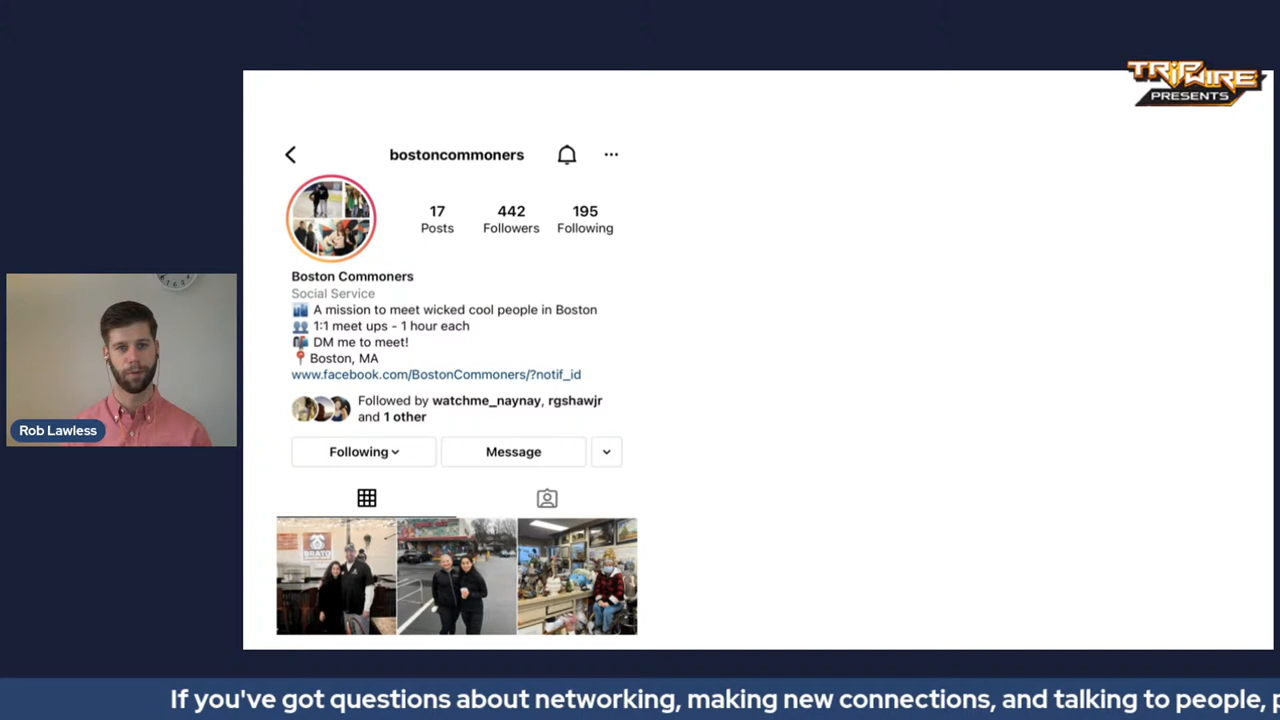 TRIPWIRE
PRESENTS
bostoncommoners
17
Posts
442
Followers
195
Following
Boston Commoners
Social Service
A mission to meet wicked cool people in Boston
1:1 meet ups - 1 hour each
DM me to meet!
Boston, MA
www.facebook.com/BostonCommoners/?notif_id
Followed by watchme_naynay, rgshawjr
and 1 other
Following
Message
BRATO
Rob Lawless
If you've got questions about networking, making new connections, and talking to people, p